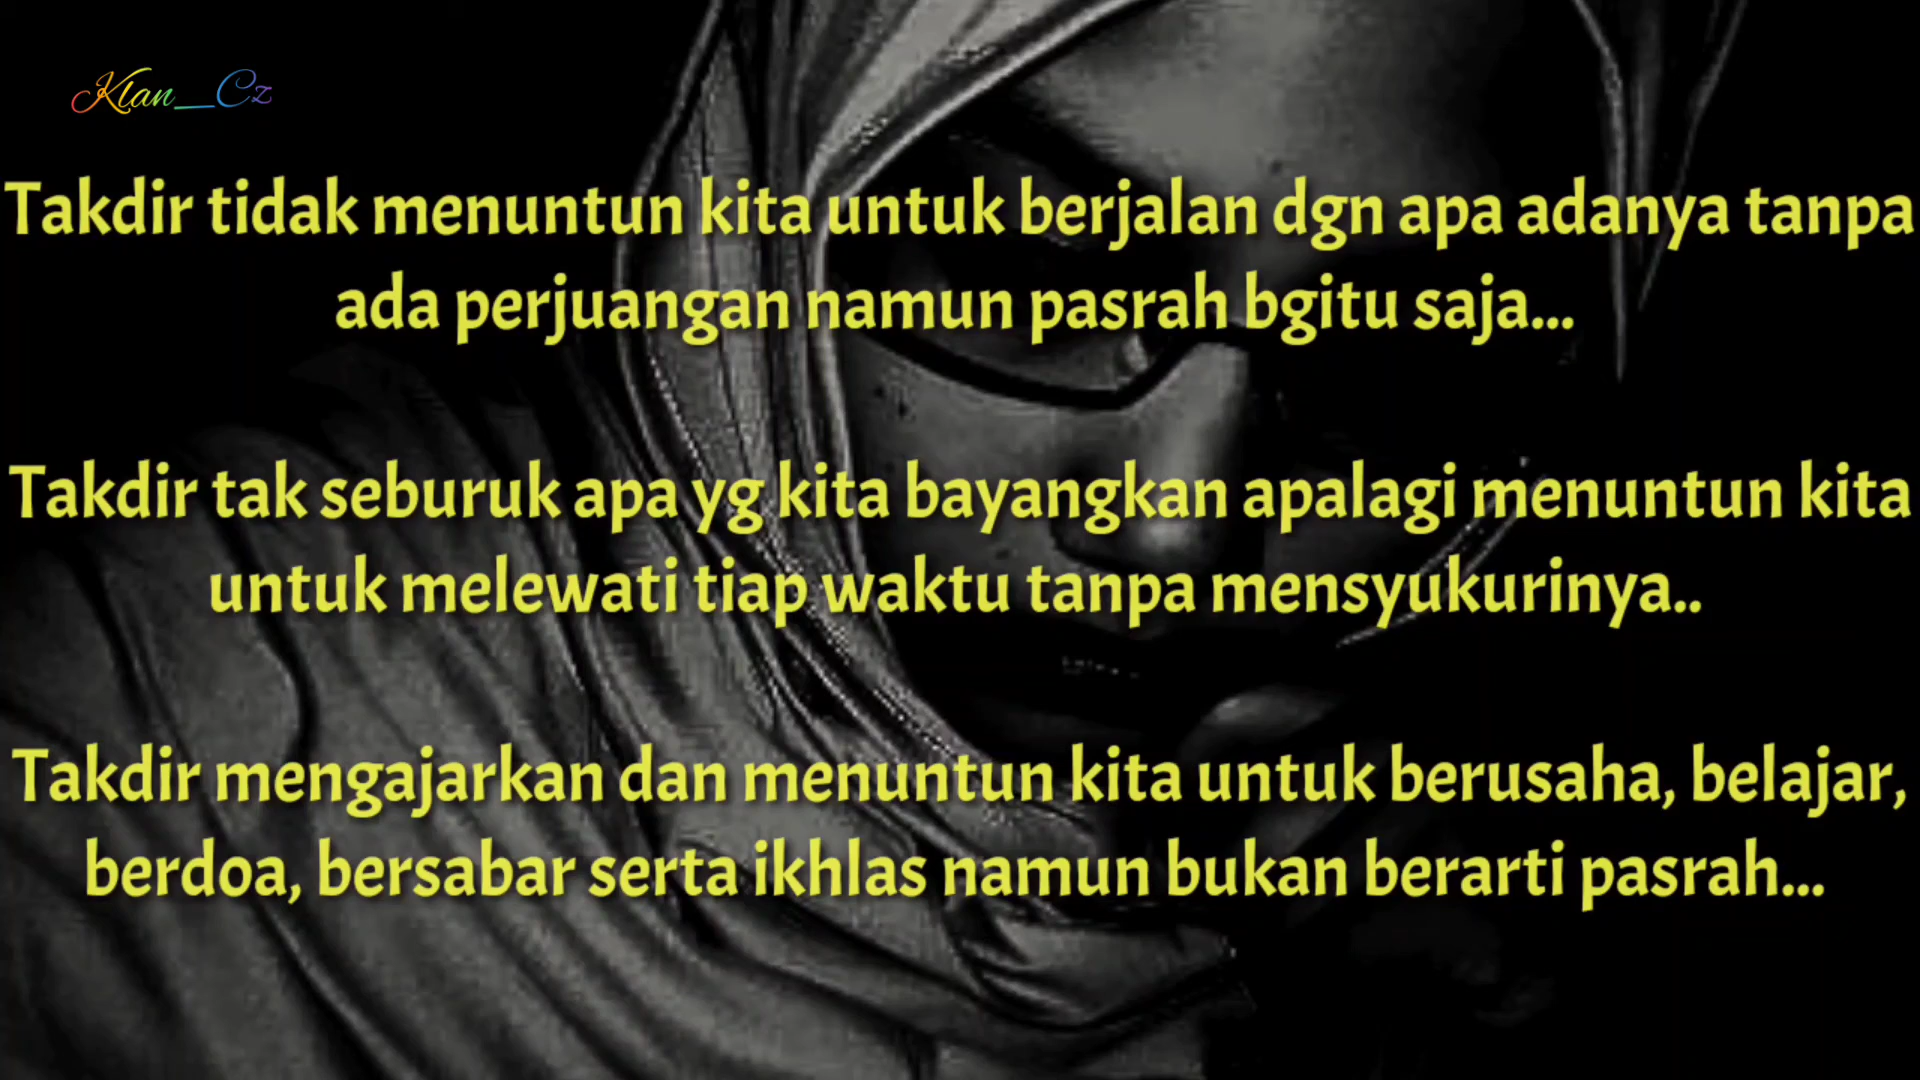 Klan_Cz
Takdir tidak menuntun kita untuk berjalan dgn apa adanya tanpa
ada perjuangan namun pasrah bgitu saja...
Takdir tak seburuk apa yg kita bayangkan apalagi menuntun kita
untuk melewati tiap waktu tanpa mensyukurinya..
Takdir mengajarkan dan menuntun kita untuk berusaha, belajar,
berdoa, bersabar serta ikhlas namun bukan berarti pasrah...